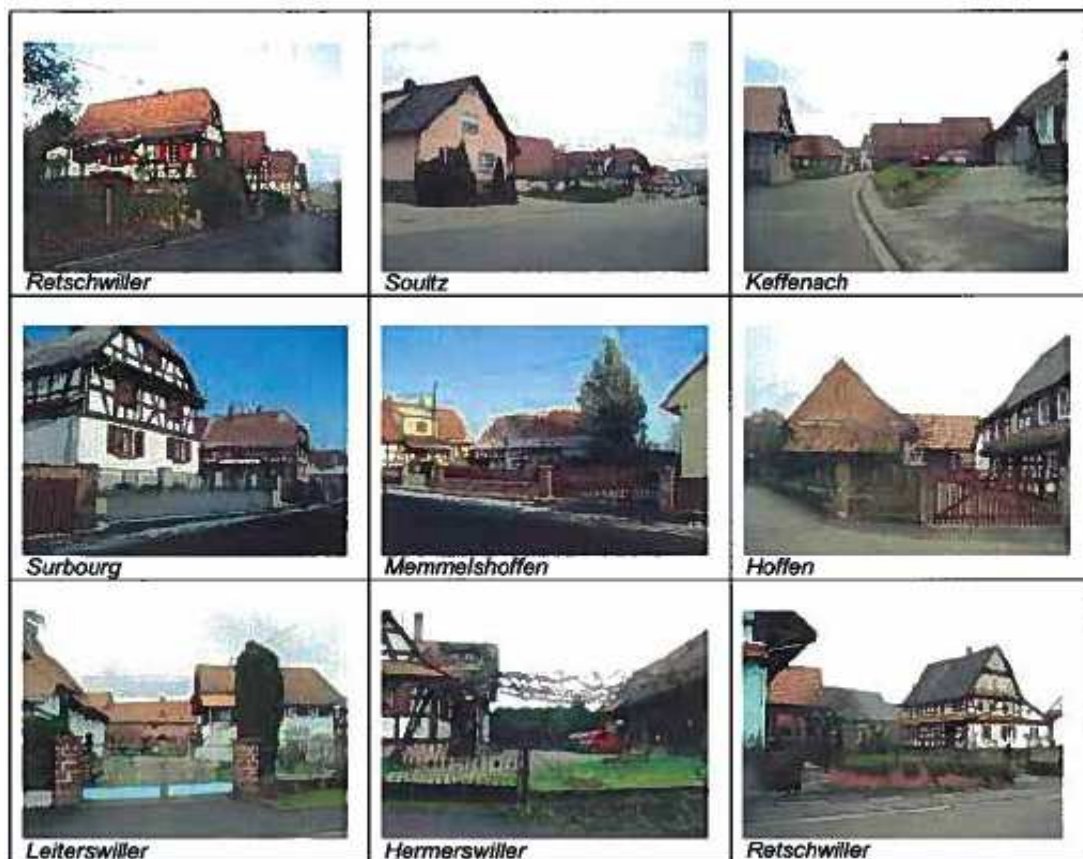 Retschwiller
Soultz
Keffenach
Surbourg
Memmelshoffen
Hoffen
Leiterswiller
Hermerswiller
Retschwiller